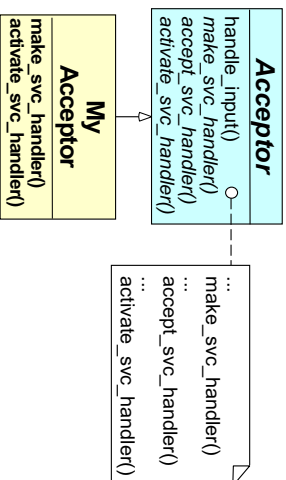 Acceptor
handle_input()
make_svc_handler()
accept_svc_handler()
activate_svc_handler()
...
make_svc_handler()
...
accept_svc_handler()
...
activate_svc_handler()
My
Acceptor
make_svc_handler()
activate_svc_handler()